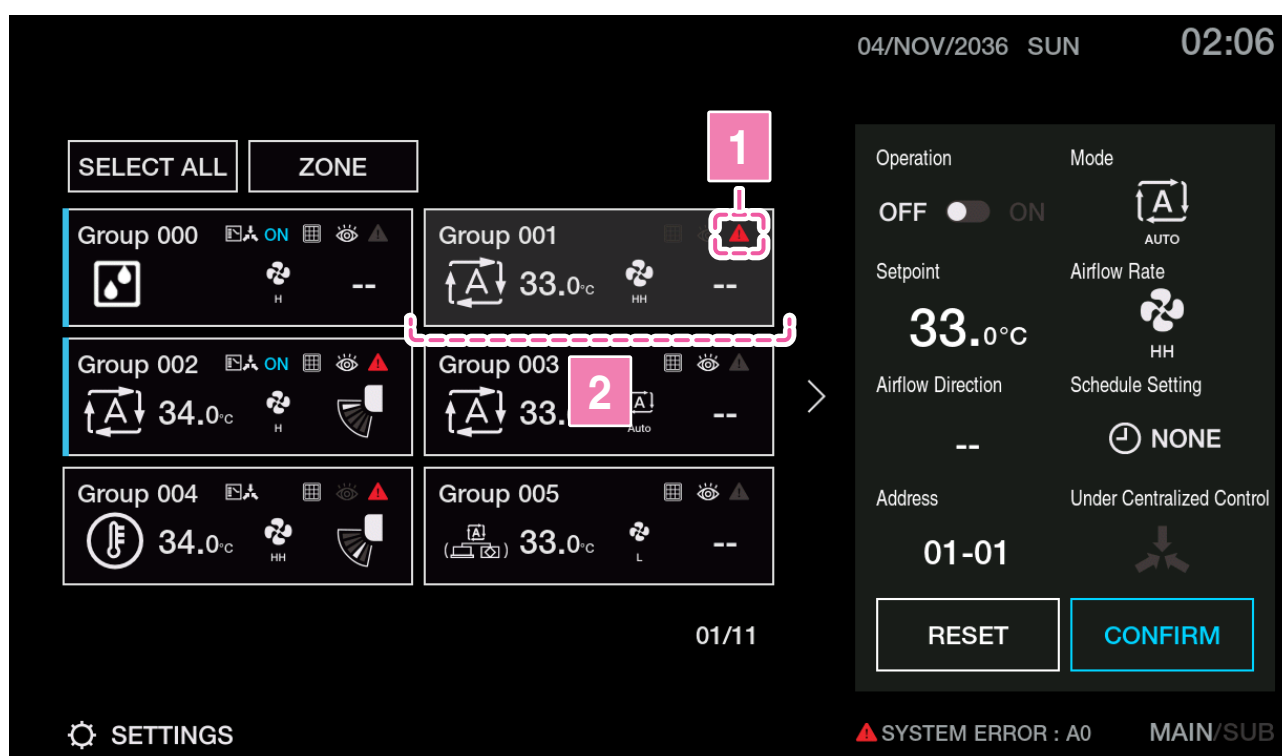 04/NOV/2036 SUN 02:06
SELECT ALL ZONE
1
Group 000 ON
H --
Group 001
A 33.0°C HH --
Group 002 ON
A 34.0°C H
Group 003
A 33. A Auto --
2
Group 004
34.0°C HH
Group 005
A 33.0°C L --
01/11
Operation Mode
OFF ON A
AUTO
Setpoint Airflow Rate
33.0°C HH
Airflow Direction Schedule Setting
-- NONE
Address Under Centralized Control
01-01
RESET CONFIRM
SETTINGS SYSTEM ERROR : A0 MAIN/SUB